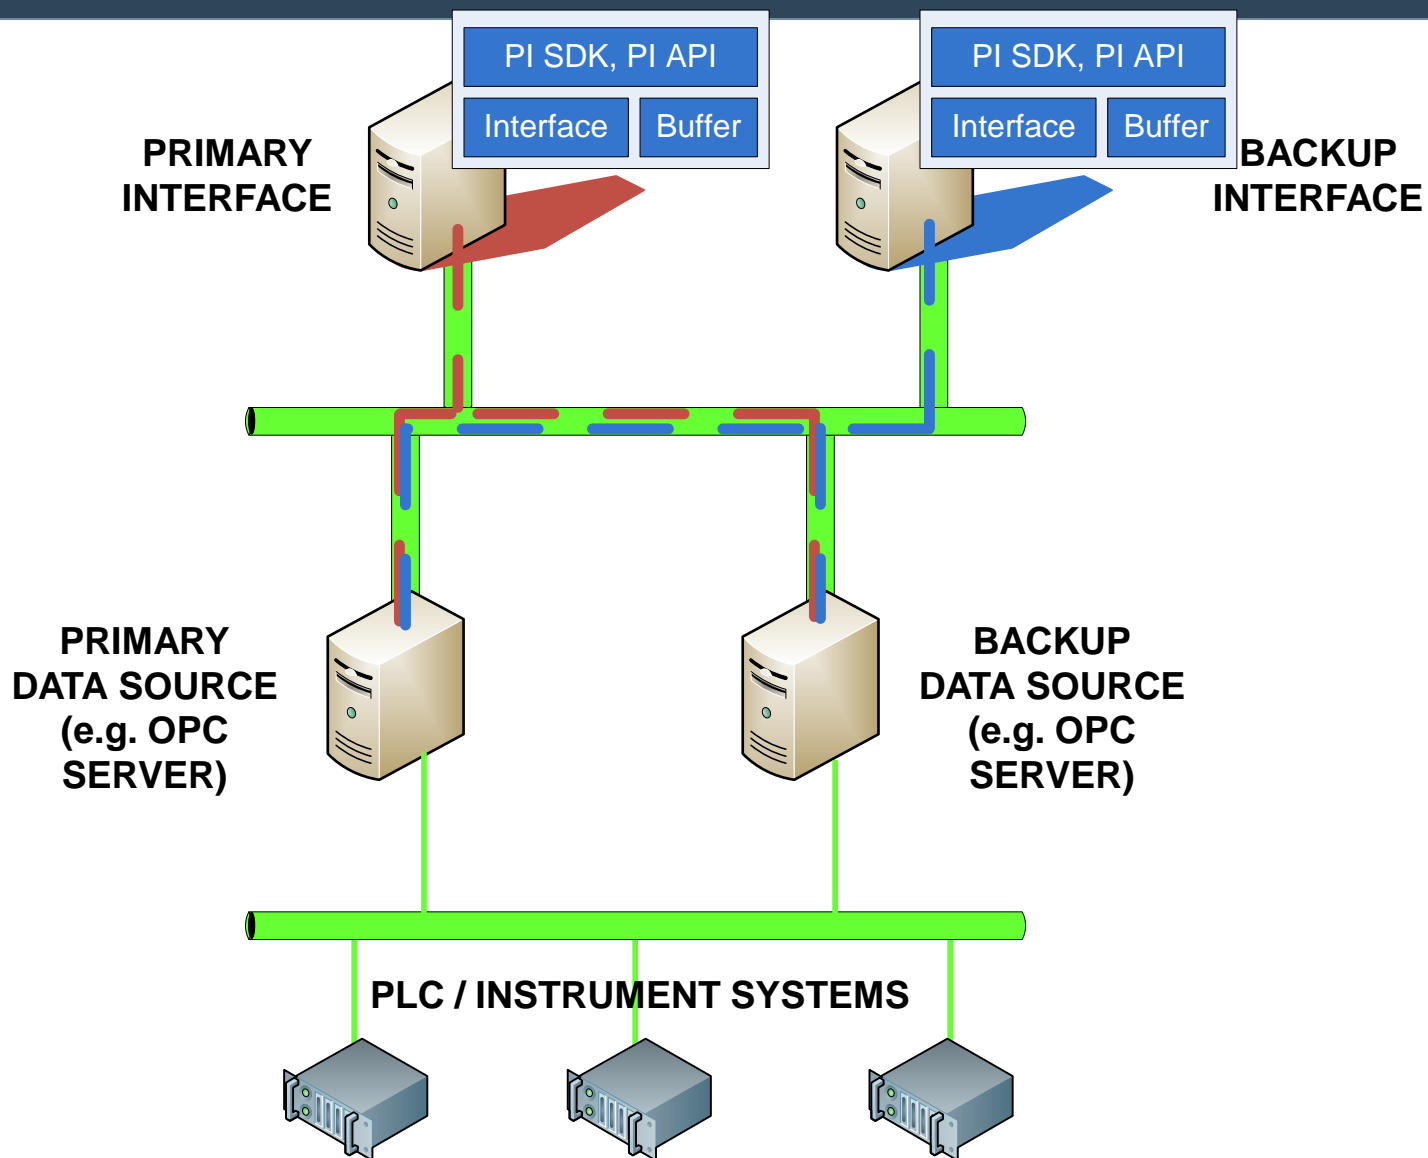 PI SDK, PI API
Interface
Buffer
PI SDK, PI API
Interface
Buffer
PRIMARY
INTERFACE
BACKUP
INTERFACE
PRIMARY
DATA SOURCE
(e.g. OPC
SERVER)
BACKUP
DATA SOURCE
(e.g. OPC
SERVER)
PLC / INSTRUMENT SYSTEMS